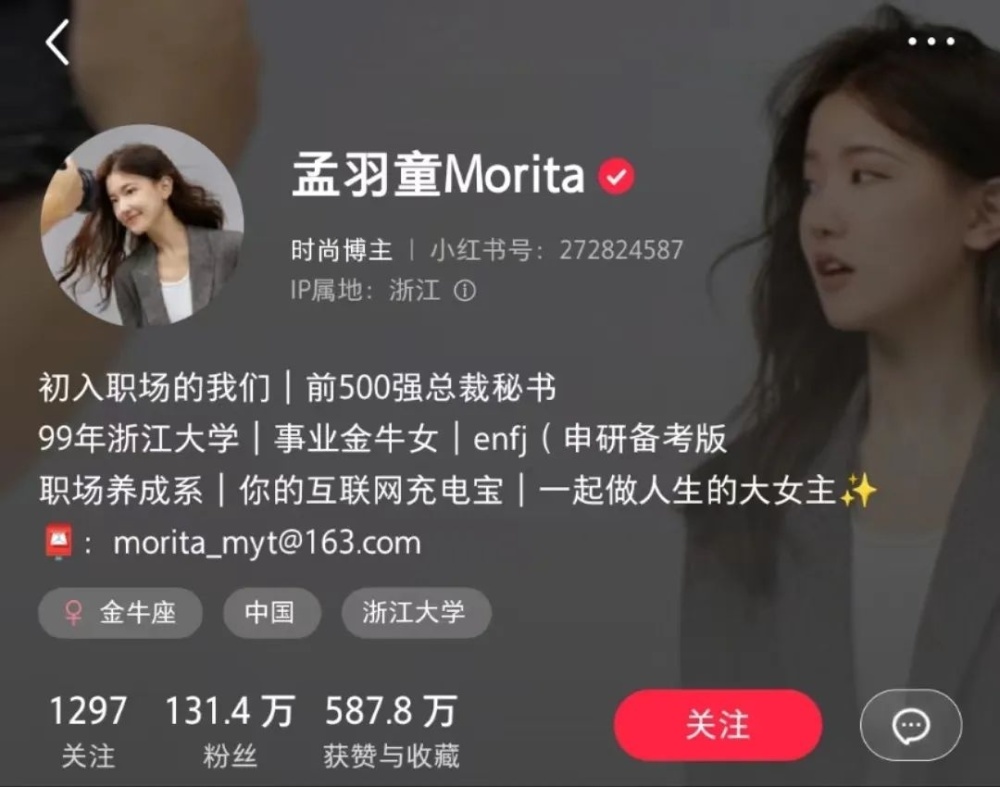 孟羽童Morita
时尚博主｜小红书号：272824587
IP属地：浙江
初入职场的我们｜前500强总裁秘书
99年浙江大学｜事业金牛女｜enfj（申研备考版
职场养成系｜你的互联网充电宝｜一起做人生的大女主✨
📮：morita_myt@163.com
♀ 金牛座 中国 浙江大学
1297 131.4万 587.8万
关注 粉丝 获赞与收藏 关注